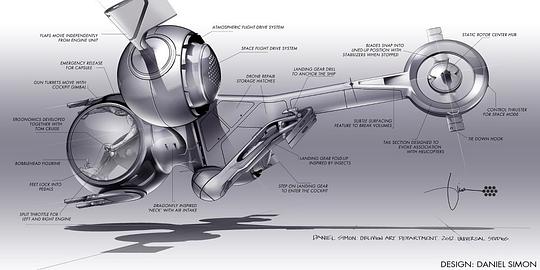 FLAPS MOVE INDEPENDENTLY
FROM ENGINE UNIT
ATMOSPHERIC FLIGHT DRIVE SYSTEM
SPACE FLIGHT DRIVE SYSTEM
STATIC ROTOR CENTER HUB
BLADES SNAP INTO
LINED-UP POSITION WITH
STABILIZERS WHEN STOPPED
EMERGENCY RELEASE
FOR CAPSULE
GUN TURRETS MOVE WITH
COCKPIT GIMBAL
DRONE REPAIR
STORAGE HATCHES
LANDING GEAR DRILL
TO ANCHOR THE SHIP
ERGONOMICS DEVELOPED
TOGETHER WITH
TOM CRUISE
BOBBLEHEAD FIGURINE
FEET LOCK INTO
PEDALS
SPLIT THROTTLE FOR
LEFT AND RIGHT ENGINE
DRAGONFLY INSPIRED
'NECK' WITH AIR INTAKE
SUBTLE SURFACING
FEATURE TO BREAK VOLUMES
TAIL SECTION DESIGNED TO
EVOKE ASSOCIATION
WITH HELICOPTERS
CONTROL THRUSTER
FOR SPACE MODE
TIE DOWN HOOK
LANDING GEAR FOLD-UP
INSPIRED BY INSECTS
STEP ON LANDING GEAR
TO ENTER THE COCKPIT
DANIEL SIMON. OBLIVION ART DEPARTMENT. 2012 UNIVERSAL STUDIOS.
DESIGN: DANIEL SIMON